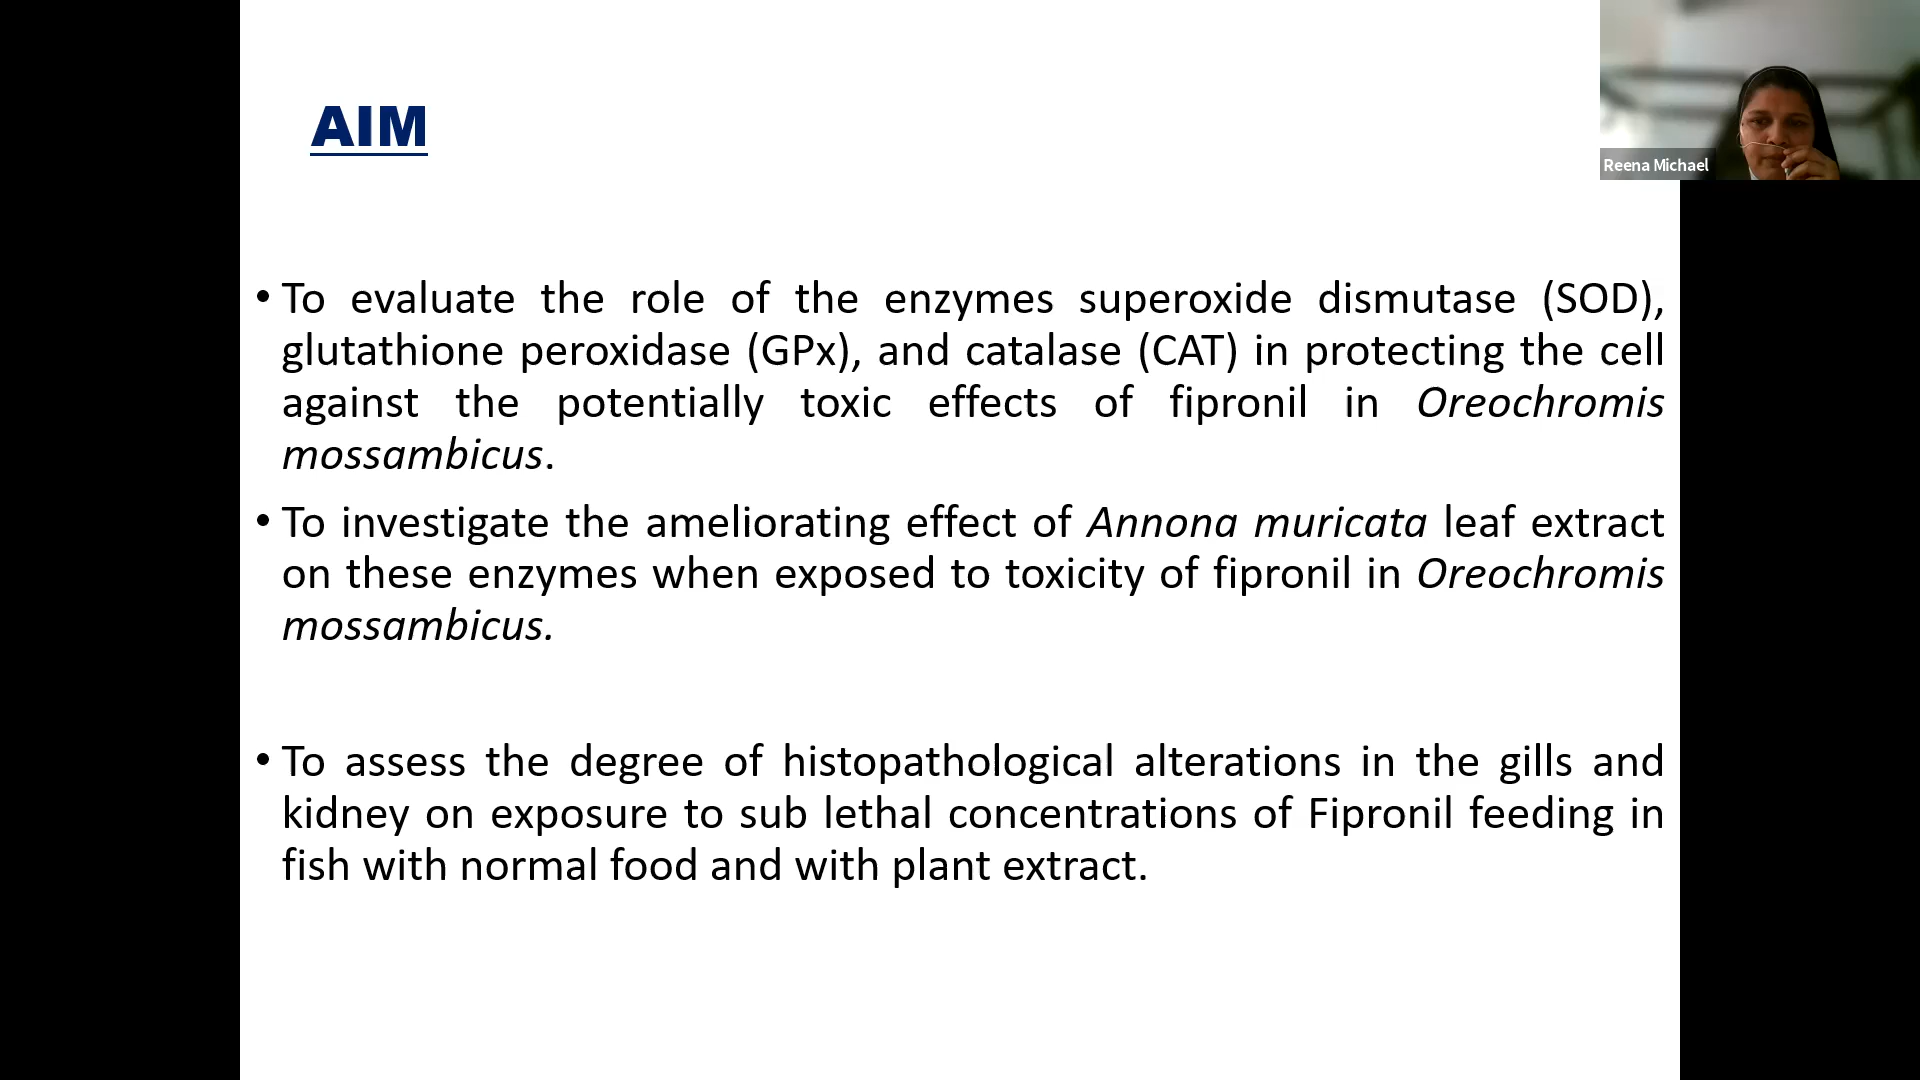 AIM
Reena Michael
• To evaluate the role of the enzymes superoxide dismutase (SOD),
glutathione peroxidase (GPx), and catalase (CAT) in protecting the cell
against the potentially toxic effects of fipronil in Oreochromis
mossambicus.
• To investigate the ameliorating effect of Annona muricata leaf extract
on these enzymes when exposed to toxicity of fipronil in Oreochromis
mossambicus.
• To assess the degree of histopathological alterations in the gills and
kidney on exposure to sub lethal concentrations of Fipronil feeding in
fish with normal food and with plant extract.